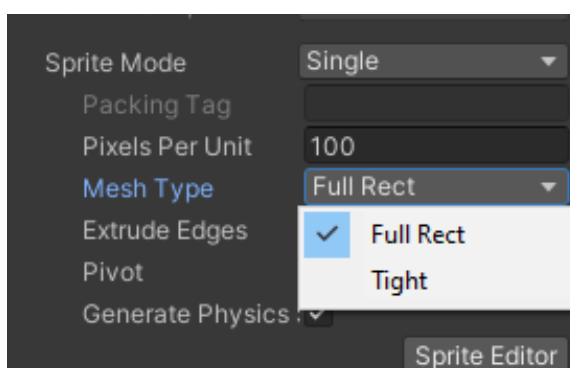 Sprite Mode Single
Packing Tag
Pixels Per Unit 100
Mesh Type Full Rect
Extrude Edges Full Rect
Pivot Tight
Generate Physics
Sprite Editor